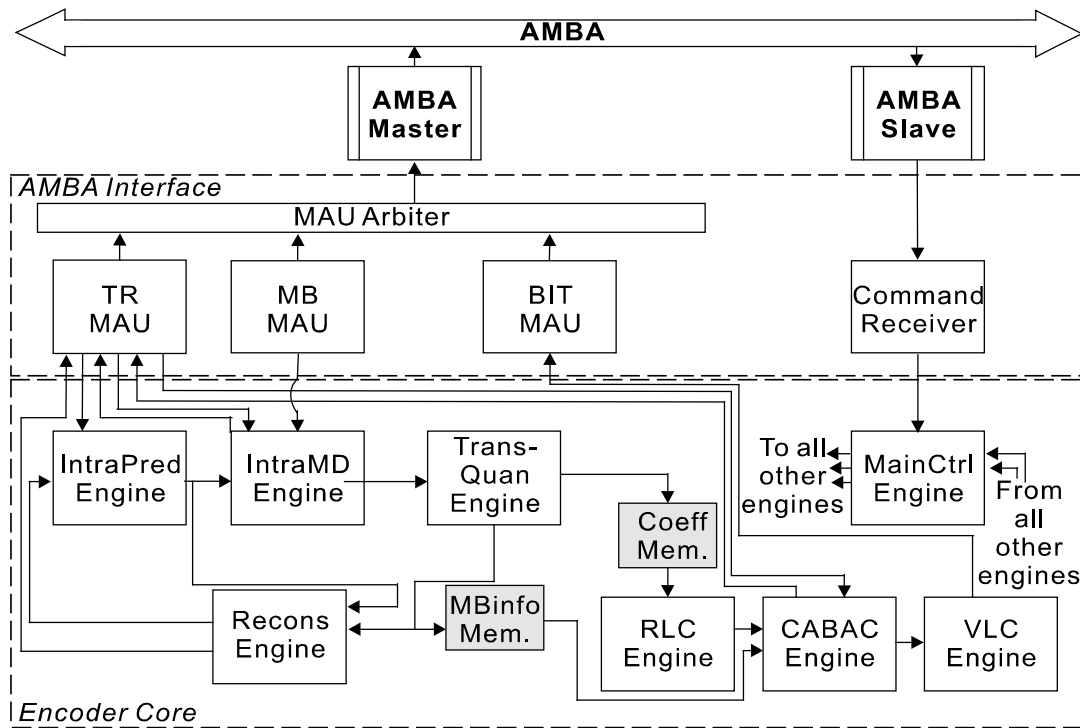 AMBA
AMBA
Master
AMBA
Slave
AMBA Interface
MAU Arbiter
TR
MAU
MB
MAU
BIT
MAU
Command
Receiver
IntraPred
Engine
IntraMD
Engine
Trans-
Quan
Engine
To all
other
engines
MainCtrl
Engine
From
all
other
engines
Coeff
Mem.
Recons
Engine
MBinfo
Mem.
RLC
Engine
CABAC
Engine
VLC
Engine
Encoder Core